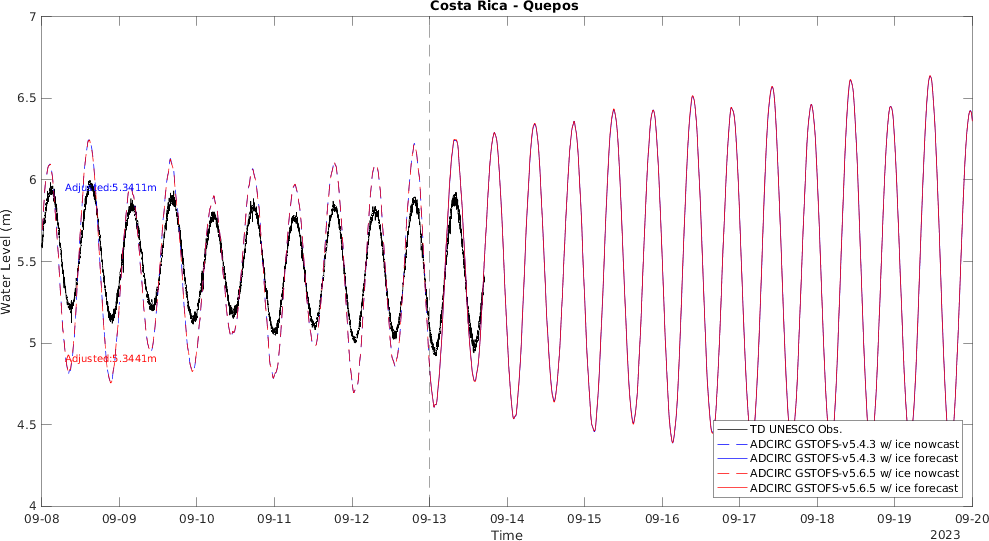 Costa Rica - Quepos
7
6.5
6
5.5
5
4.5
4
Water Level (m)
Adjusted:5.3411m
Adjusted:5.3441m
TD UNESCO Obs.
ADCIRC GSTOFS-v5.4.3 w/ ice nowcast
ADCIRC GSTOFS-v5.4.3 w/ ice forecast
ADCIRC GSTOFS-v5.6.5 w/ ice nowcast
ADCIRC GSTOFS-v5.6.5 w/ ice forecast
09-08 09-09 09-10 09-11 09-12 09-13 09-14 09-15 09-16 09-17 09-18 09-19 09-20
Time
2023